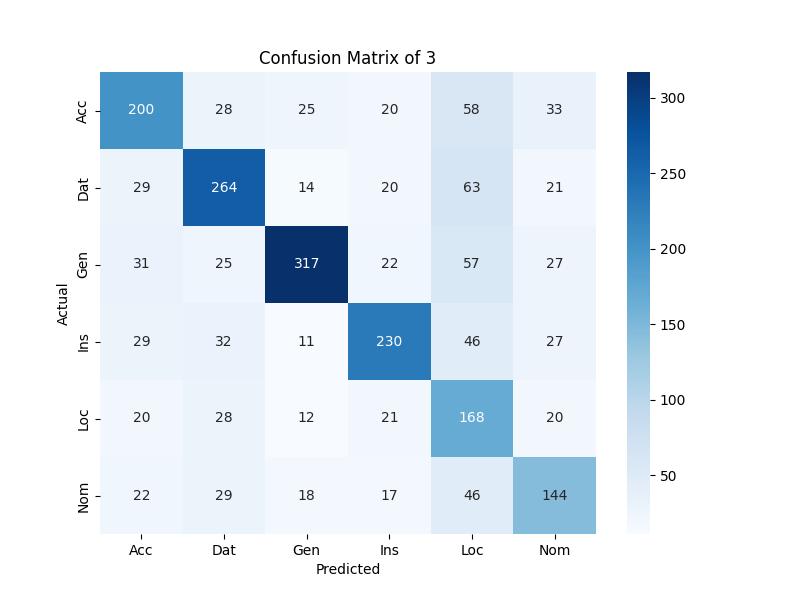 Confusion Matrix of 3
Acc 200 28 25 20 58 33
Dat 29 264 14 20 63 21
Gen 31 25 317 22 57 27
Ins 29 32 11 230 46 27
Loc 20 28 12 21 168 20
Nom 22 29 18 17 46 144
Acc Dat Gen Ins Loc Nom
Predicted
Actual
300
250
200
150
100
50